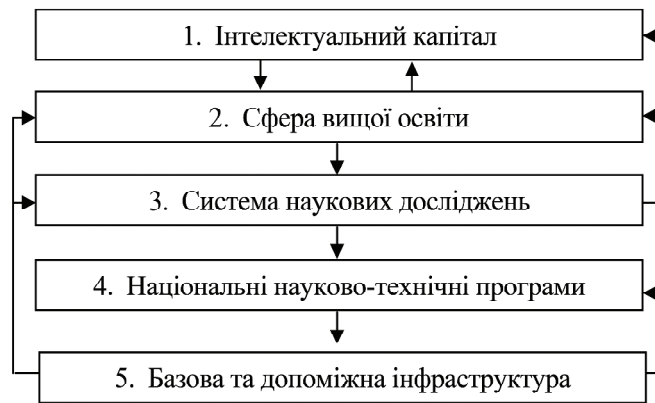 1. Інтелектуальний капітал
2. Сфера вищої освіти
3. Система наукових досліджень
4. Національні науково-технічні програми
5. Базова та допоміжна інфраструктура